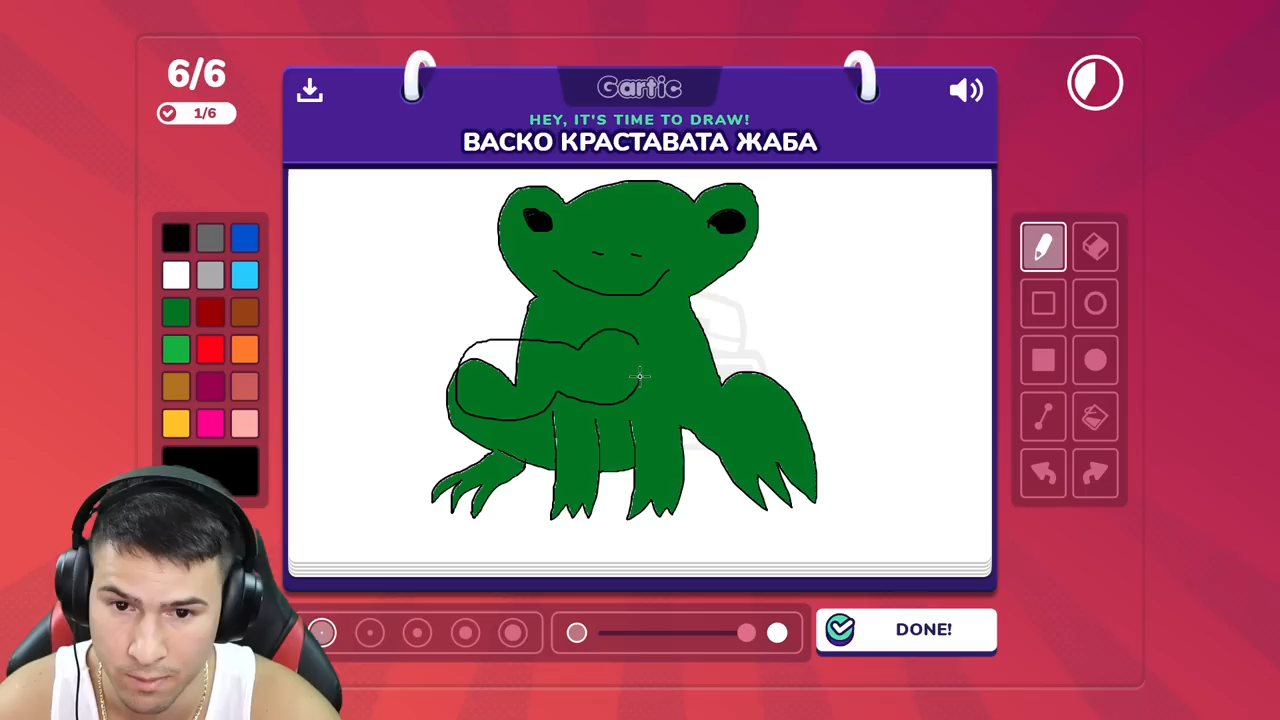 6/6
1/6
Gartic
HEY, IT'S TIME TO DRAW!
ВАСКО КРАСТАВАТА ЖАБА
DONE!